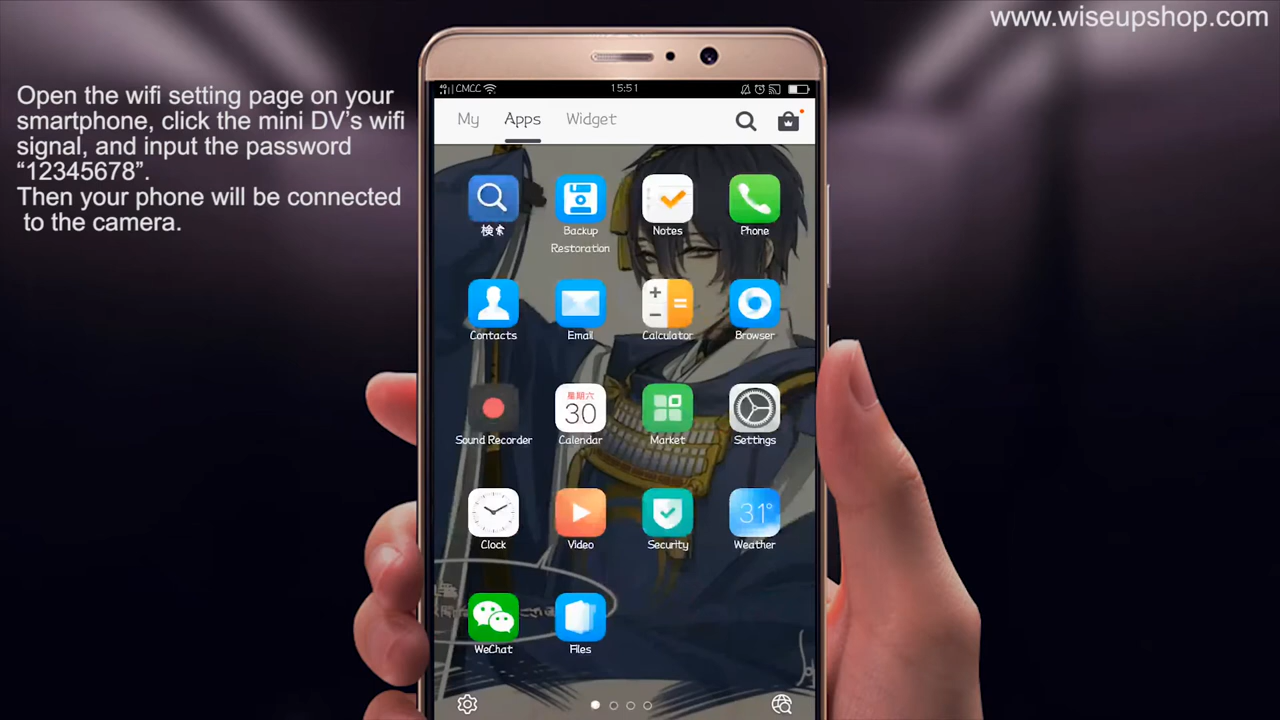 www.wiseupshop.com
Open the wifi setting page on your
smartphone, click the mini DV's wifi
signal, and input the password
“12345678”.
Then your phone will be connected
to the camera.
4G CMCC 15:51
My Apps Widget
検索 Backup Restoration Notes Phone
Contacts Email Calculator Browser
星期六
30 31°
Sound Recorder Calendar Market Settings
Clock Video Security Weather
WeChat Files